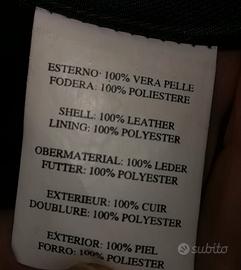 ESTERNO: 100% VERA PELLE
FODERA: 100% POLIESTERE
SHELL: 100% LEATHER
LINING: 100% POLYESTER
OBERMATERIAL: 100% LEDER
FUTTER: 100% POLYESTER
EXTERIEUR: 100% CUIR
DOUBLURE: 100% POLYESTER
EXTERIOR: 100% PIEL
FORRO: 100% POLIESTER
subito